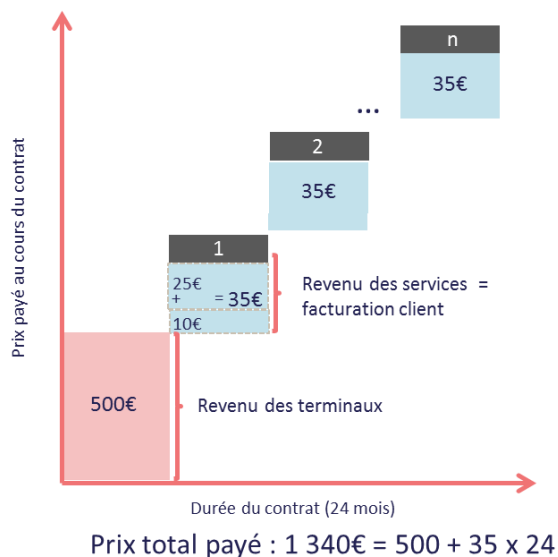 Prix payé au cours du contrat
n
35€
...
2
35€
1
25€
+
= 35€
10€
Revenu des services =
facturation client
500€
Revenu des terminaux
Durée du contrat (24 mois)
Prix total payé : 1 340€ = 500 + 35 x 24